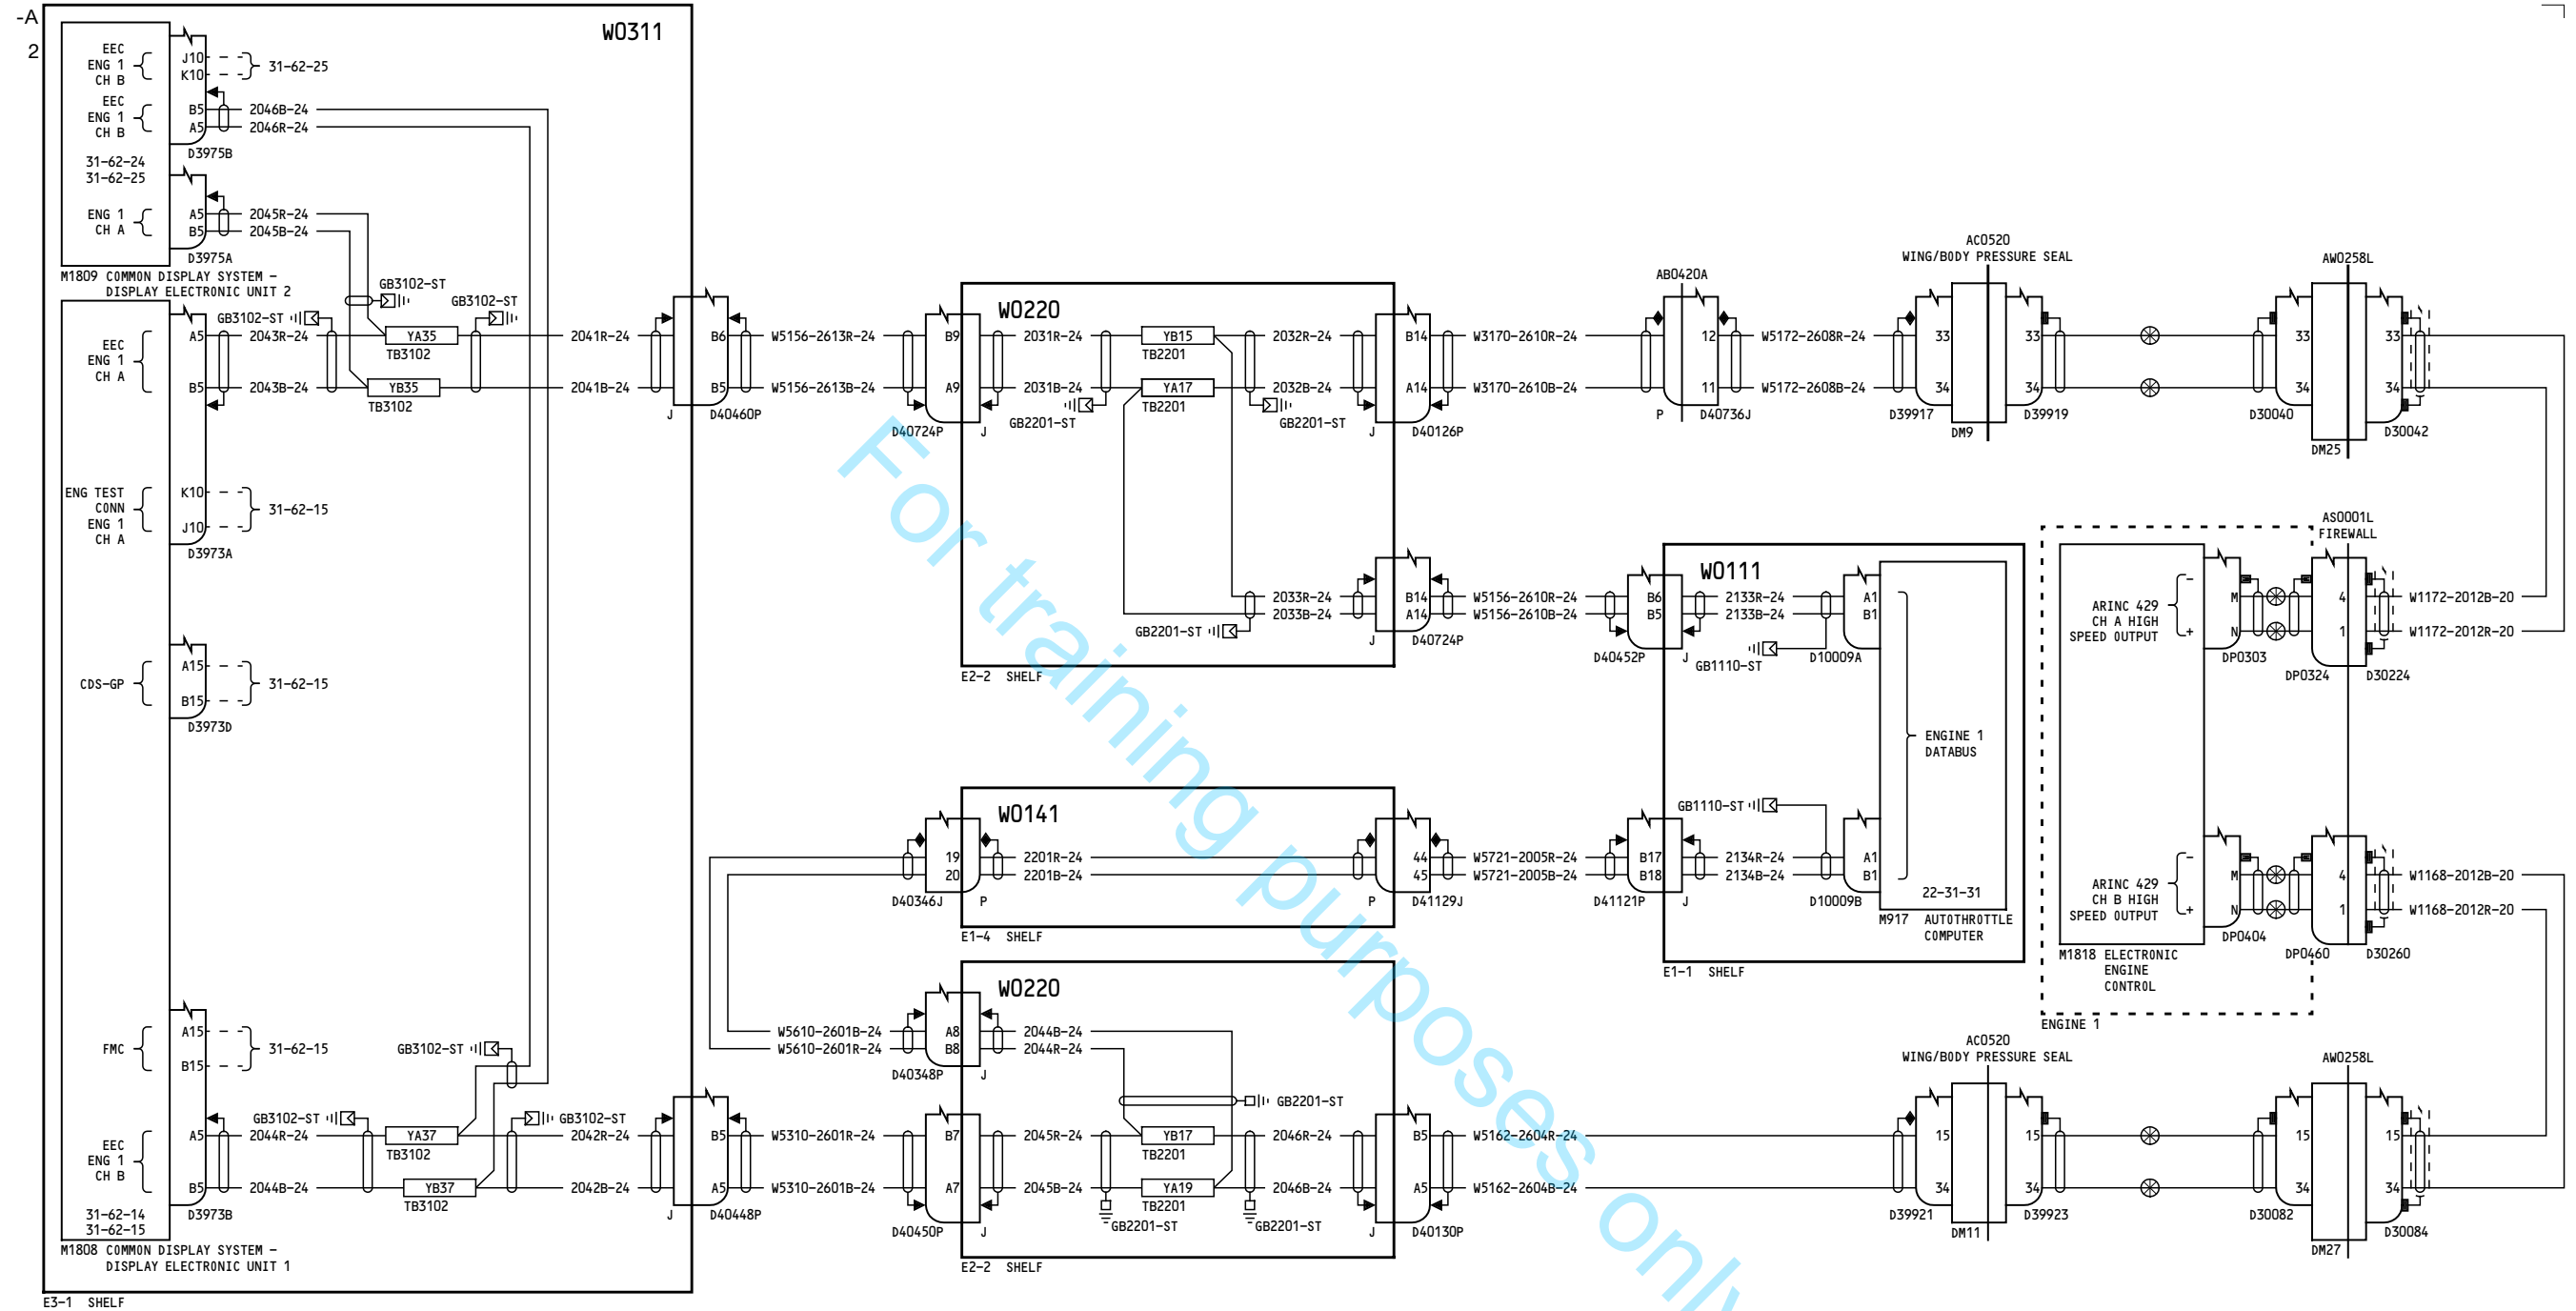 -A
2
W0311
EEC
ENG 1
CH B
J10
K10
31-62-25
EEC
ENG 1
CH B
B5
A5
2046B-24
2046R-24
D3975B
31-62-24
31-62-25
ENG 1
CH A
A5
B5
2045R-24
2045B-24
D3975A
M1809 COMMON DISPLAY SYSTEM -
DISPLAY ELECTRONIC UNIT 2
GB3102-ST
GB3102-ST
GB3102-ST
EEC
ENG 1
CH A
A5
B5
2043R-24
2043B-24
YA35
TB3102
YB35
TB3102
2041R-24
2041B-24
B6
B5
J
D40460P
W5156-2613R-24
W5156-2613B-24
B9
A9
D40724P
J
W0220
2031R-24
2031B-24
GB2201-ST
YB15
TB2201
YA17
TB2201
2032R-24
2032B-24
GB2201-ST
B14
A14
J
D40126P
W3170-2610R-24
W3170-2610B-24
AB0420A
12
11
P
D40736J
W5172-2608R-24
W5172-2608B-24
AC0520
WING/BODY PRESSURE SEAL
33
34
D39917
DM9
33
34
D39919
AW0258L
33
34
D30040
DM25
33
34
D30042
ENG TEST
CONN
ENG 1
CH A
K10
J10
31-62-15
D3973A
2033R-24
2033B-24
GB2201-ST
B14
A14
J
D40724P
E2-2 SHELF
W5156-2610R-24
W5156-2610B-24
B6
B5
D40452P
J
W0111
2133R-24
2133B-24
GB1110-ST
A1
B1
D10009A
ENGINE 1
DATABUS
AS0001L
FIREWALL
ARINC 429
CH A HIGH
SPEED OUTPUT
-
+
M
N
DP0303
4
1
DP0324
D30224
W1172-2012B-20
W1172-2012R-20
CDS-GP
A15
B15
31-62-15
D3973D
W0141
19
20
D40346J
P
2201R-24
2201B-24
44
45
P
D41129J
E1-4 SHELF
W5721-2005R-24
W5721-2005B-24
B17
B18
D41121P
J
GB1110-ST
2134R-24
2134B-24
A1
B1
D10009B
22-31-31
M917 AUTOTHROTTLE
COMPUTER
E1-1 SHELF
ARINC 429
CH B HIGH
SPEED OUTPUT
-
+
M
N
DP0404
4
1
DP0460
D30260
W1168-2012B-20
W1168-2012R-20
M1818 ELECTRONIC
ENGINE
CONTROL
ENGINE 1
FMC
A15
B15
31-62-15
GB3102-ST
W5610-2601B-24
W5610-2601R-24
A8
B8
D40348P
J
W0220
2044B-24
2044R-24
GB2201-ST
EEC
ENG 1
CH B
A5
B5
GB3102-ST
GB3102-ST
2044R-24
2044B-24
YA37
TB3102
YB37
TB3102
2042R-24
2042B-24
B5
A5
J
D40448P
31-62-14
31-62-15
D3973B
M1808 COMMON DISPLAY SYSTEM -
DISPLAY ELECTRONIC UNIT 1
E3-1 SHELF
W5310-2601R-24
W5310-2601B-24
B7
A7
D40450P
J
2045R-24
2045B-24
GB2201-ST
YB17
TB2201
YA19
TB2201
2046R-24
2046B-24
GB2201-ST
B5
A5
J
D40130P
E2-2 SHELF
W5162-2604R-24
W5162-2604B-24
AC0520
WING/BODY PRESSURE SEAL
15
34
D39921
DM11
15
34
D39923
AW0258L
15
34
D30082
DM27
15
34
D30084
For training purposes only